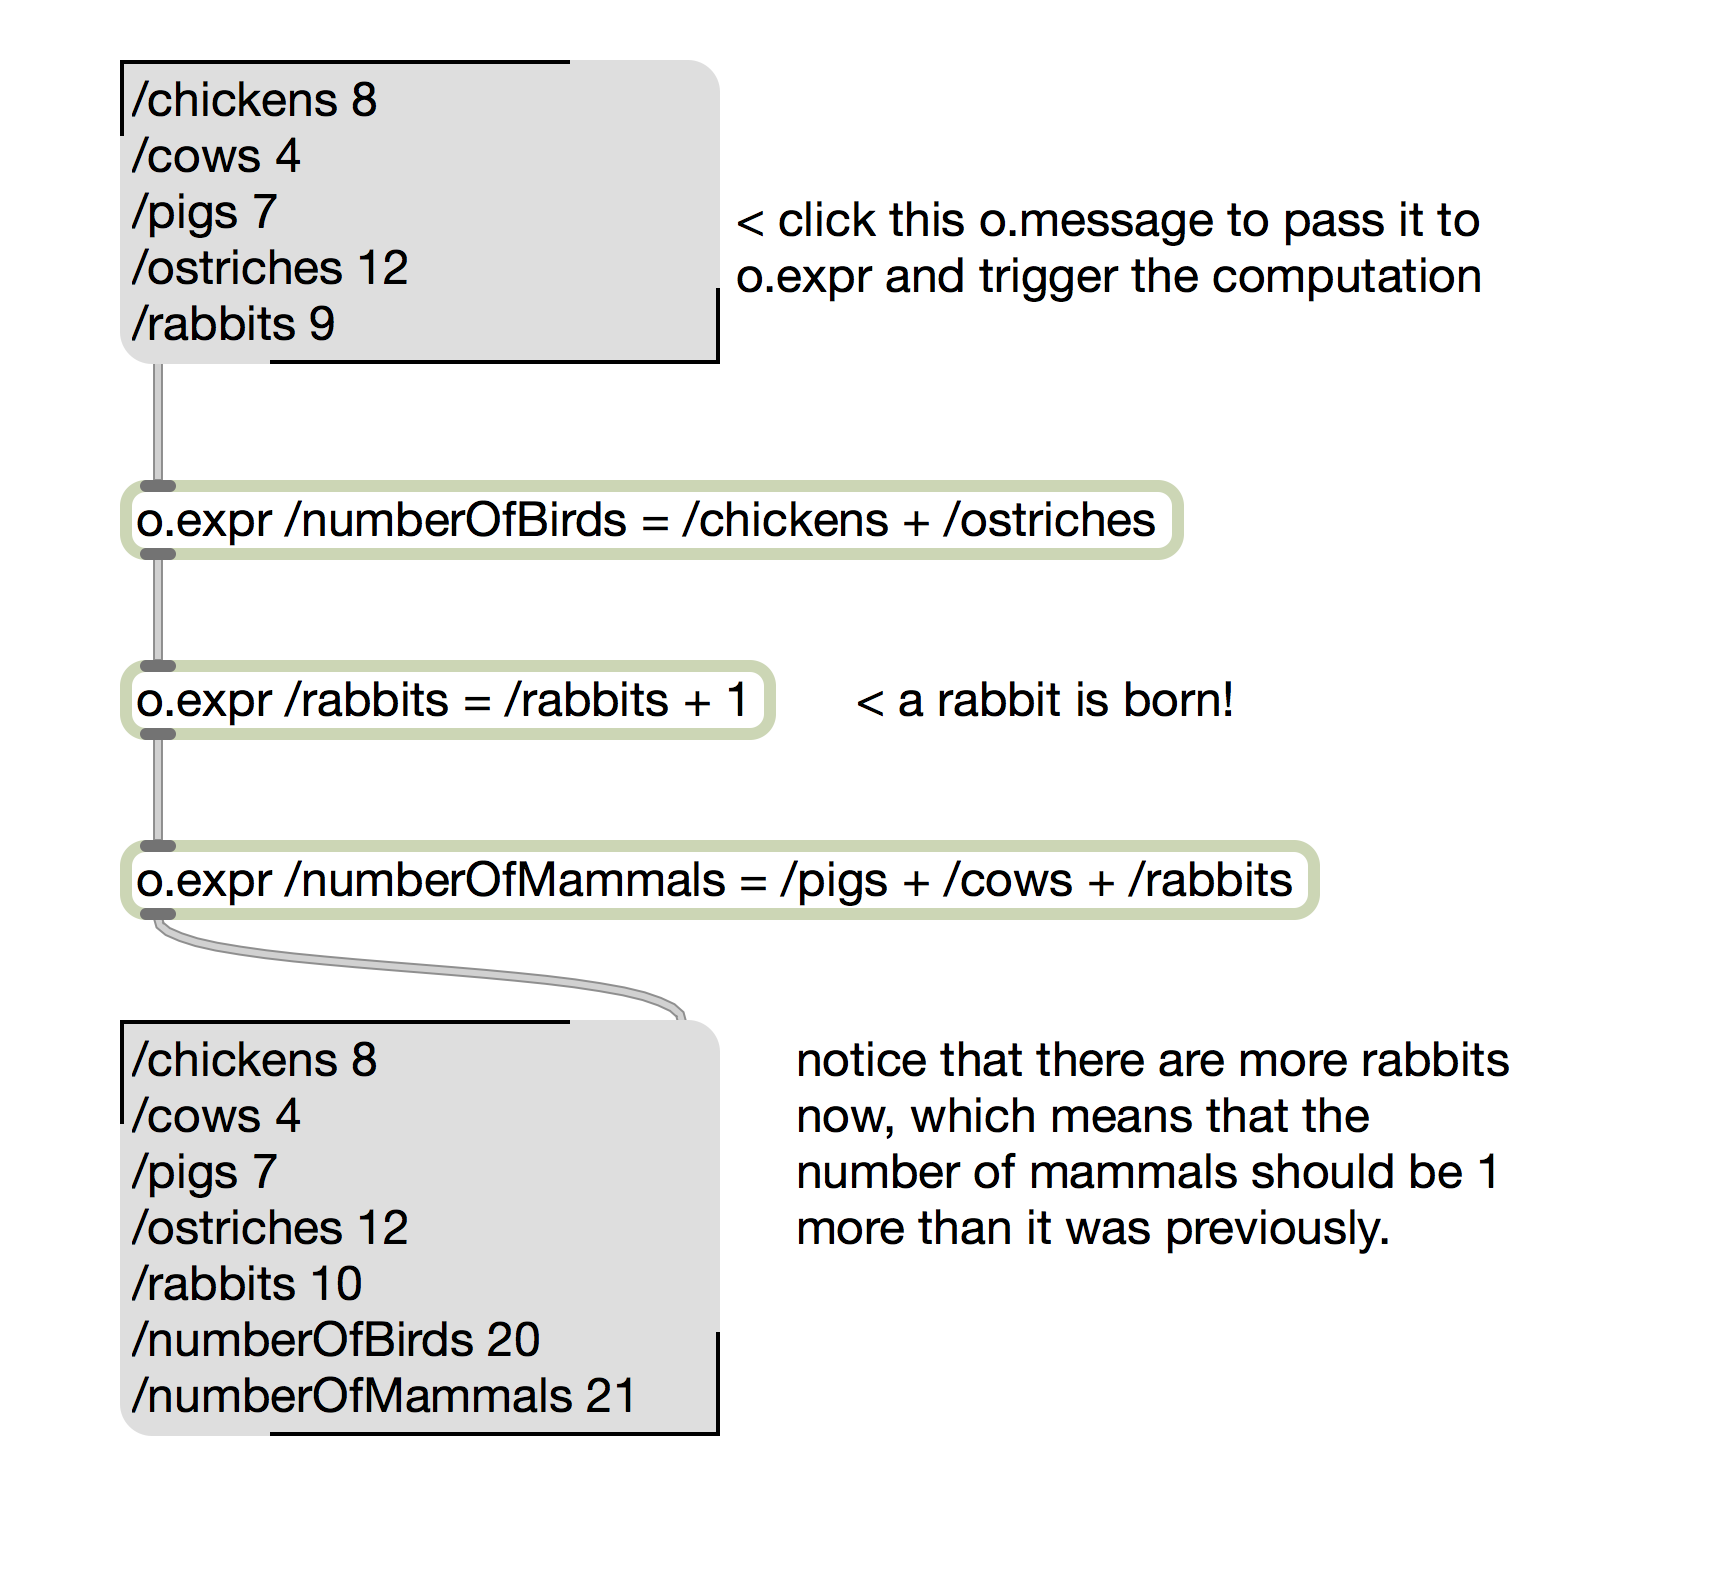 /chickens 8
/cows 4
/pigs 7
/ostriches 12
/rabbits 9
< click this o.message to pass it to
o.expr and trigger the computation
o.expr /numberOfBirds = /chickens + /ostriches
o.expr /rabbits = /rabbits + 1
< a rabbit is born!
o.expr /numberOfMammals = /pigs + /cows + /rabbits
/chickens 8
/cows 4
/pigs 7
/ostriches 12
/rabbits 10
/numberOfBirds 20
/numberOfMammals 21
notice that there are more rabbits
now, which means that the
number of mammals should be 1
more than it was previously.